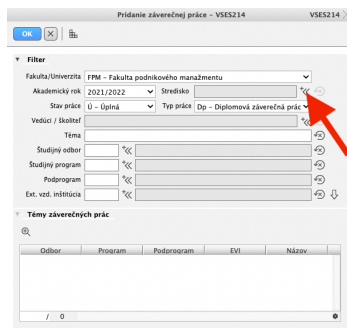 Pridanie záverečnej práce – VSES214 VSES214
OK
Filter
Fakulta/Univerzita FPM – Fakulta podnikového manažmentu
Akademický rok 2021/2022 Stredisko
Stav práce Ú – Úplná Typ práce Dp – Diplomová záverečná prác
Vedúci / školiteľ
Téma
Študijný odbor
Študijný program
Podprogram
Ext. vzd. inštitúcia
Témy záverečných prác
Odbor Program Podprogram EVI Názov
/ 0